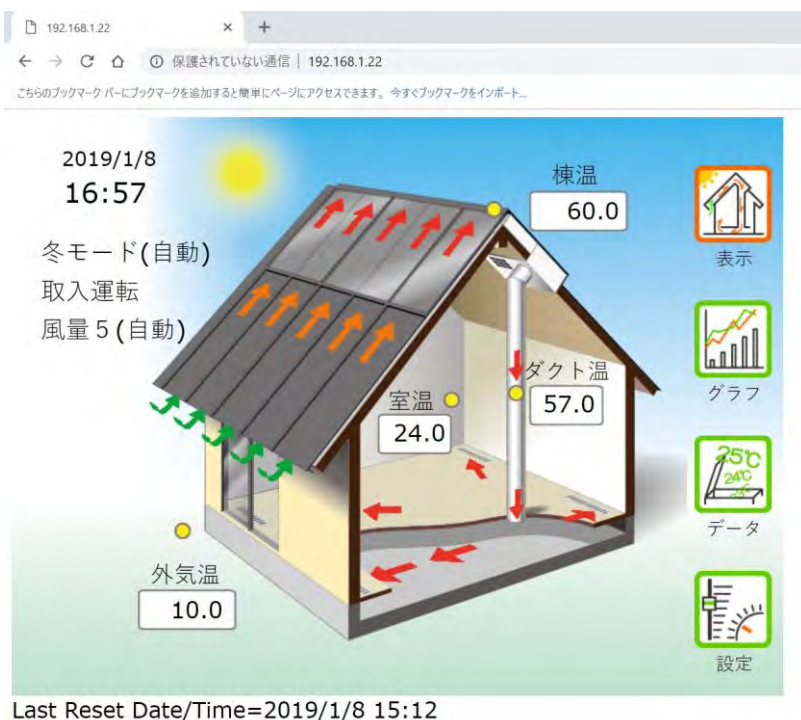 192.168.1.22
保護されていない通信 | 192.168.1.22
こちらのブックマーク バーにブックマークを追加すると簡単にページにアクセスできます。 今すぐブックマークをインポート...
2019/1/8
16:57
冬モード(自動)
取入運転
風量5(自動)
棟温
60.0
表示
ダクト温
57.0
室温
24.0
グラフ
25℃
24℃
データ
外気温
10.0
設定
Last Reset Date/Time=2019/1/8 15:12